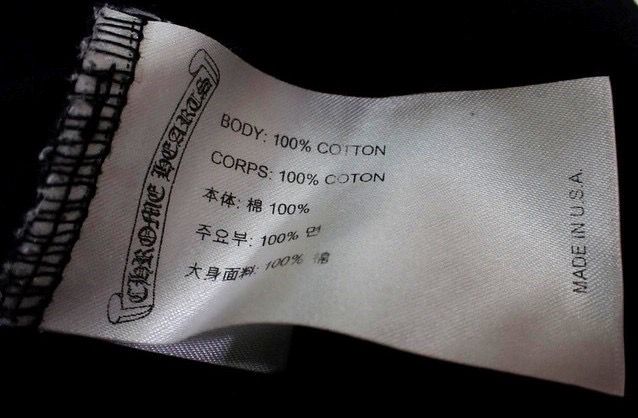 CHROME HEARTS
BODY: 100% COTTON
CORPS: 100% COTON
本体: 棉 100%
주요부: 100% 면
大身面料: 100% 棉
MADE IN U.S.A.